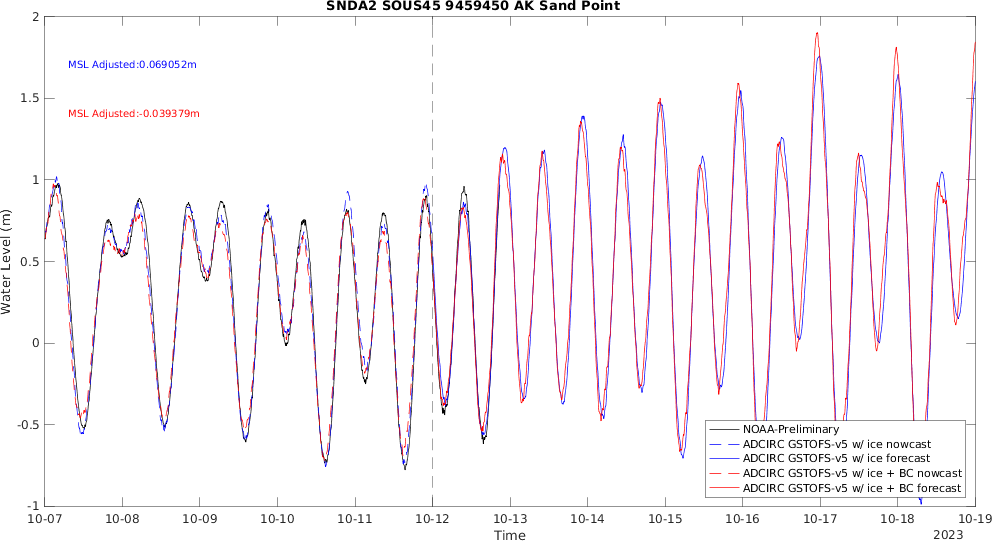 SNDA2 SOUS45 9459450 AK Sand Point
MSL Adjusted:0.069052m
MSL Adjusted:-0.039379m
Water Level (m)
2
1.5
1
0.5
0
-0.5
-1
NOAA-Preliminary
ADCIRC GSTOFS-v5 w/ ice nowcast
ADCIRC GSTOFS-v5 w/ ice forecast
ADCIRC GSTOFS-v5 w/ ice + BC nowcast
ADCIRC GSTOFS-v5 w/ ice + BC forecast
10-07 10-08 10-09 10-10 10-11 10-12 10-13 10-14 10-15 10-16 10-17 10-18 10-19
Time
2023